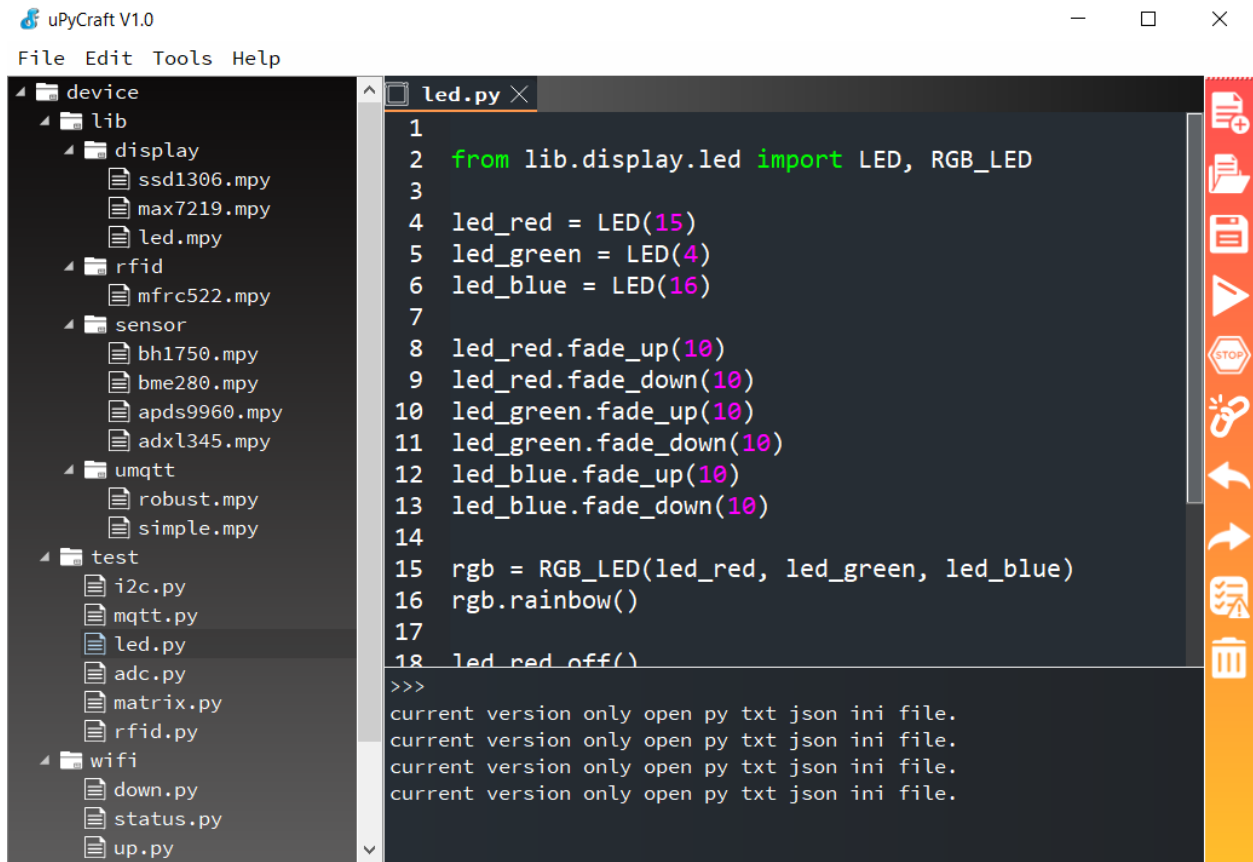 uPyCraft V1.0
File Edit Tools Help
device
lib
display
ssd1306.mpy
max7219.mpy
led.mpy
rfid
mfrc522.mpy
sensor
bh1750.mpy
bme280.mpy
apds9960.mpy
adxl345.mpy
umqtt
robust.mpy
simple.mpy
test
i2c.py
mqtt.py
led.py
adc.py
matrix.py
rfid.py
wifi
down.py
status.py
up.py
led.py
1
2 from lib.display.led import LED, RGB_LED
3
4 led_red = LED(15)
5 led_green = LED(4)
6 led_blue = LED(16)
7
8 led_red.fade_up(10)
9 led_red.fade_down(10)
10 led_green.fade_up(10)
11 led_green.fade_down(10)
12 led_blue.fade_up(10)
13 led_blue.fade_down(10)
14
15 rgb = RGB_LED(led_red, led_green, led_blue)
16 rgb.rainbow()
17
18 led_red.off()
>>>
current version only open py txt json ini file.
current version only open py txt json ini file.
current version only open py txt json ini file.
current version only open py txt json ini file.
STOP